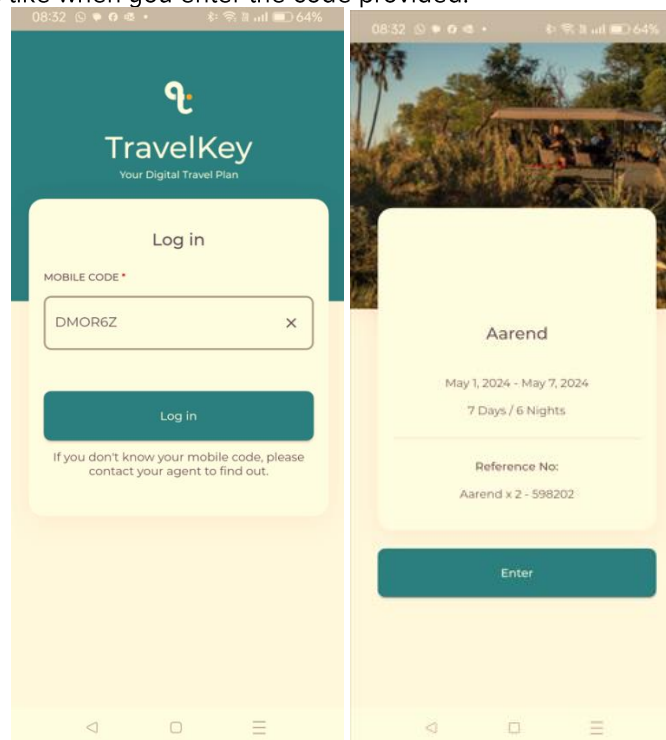 like when you enter the code provided.
08:32 64%
TravelKey
Your Digital Travel Plan
Log in
MOBILE CODE *
DMOR6Z ×
Log in
If you don't know your mobile code, please
contact your agent to find out.
08:32 64%
Aarend
May 1, 2024 - May 7, 2024
7 Days / 6 Nights
Reference No:
Aarend x 2 - 598202
Enter